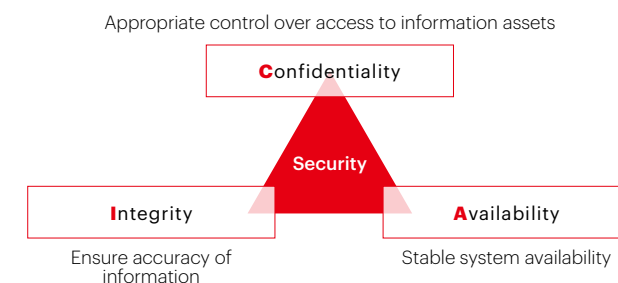 Appropriate control over access to information assets
Confidentiality
Security
Integrity
Availability
Ensure accuracy of
information
Stable system availability